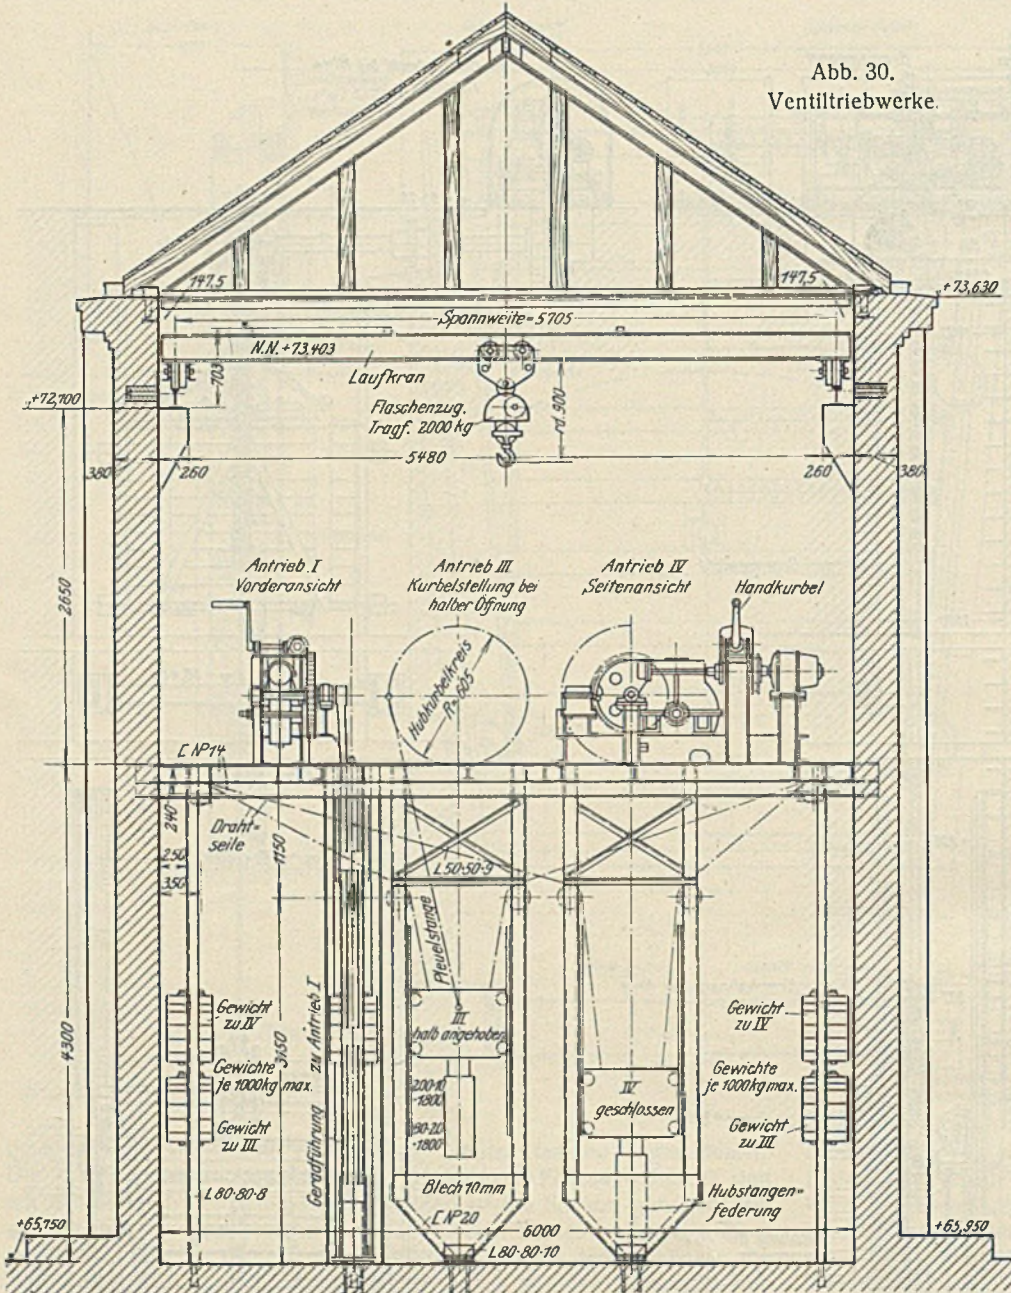 Abb. 30.
Ventiltriebwerke.
147,5
147,5
+73,630
Spannweite=5705
N.N.+73,403
703
Laufkran
Flaschenzug.
Tragf. 2000 kg
rd. 900
+72,700
380
260
5480
260
380
2650
Antrieb I
Vorderansicht
Antrieb III
Kurbelstellung bei
halber Öffnung
Antrieb IV
Seitenansicht
Handkurbel
Hubkurbelkreis
R=605
[ Nº14
240
Draht-
seile
250
350
1150
L50·50·9
Pleuelstange
4300
3150
Geradführung zu Antrieb I
Gewicht
zu IV
Gewichte
je 1000kg max.
Gewicht
zu III
III
halb angehoben
200·10
·1800
80·20
·1800
IV
geschlossen
Gewicht
zu IV
Gewichte
je 1000kg max.
Gewicht
zu III
L80·80·8
Blech 10mm
[ Nº20
Hubstangen-
federung
6000
L80·80·10
+65,150
+65,950